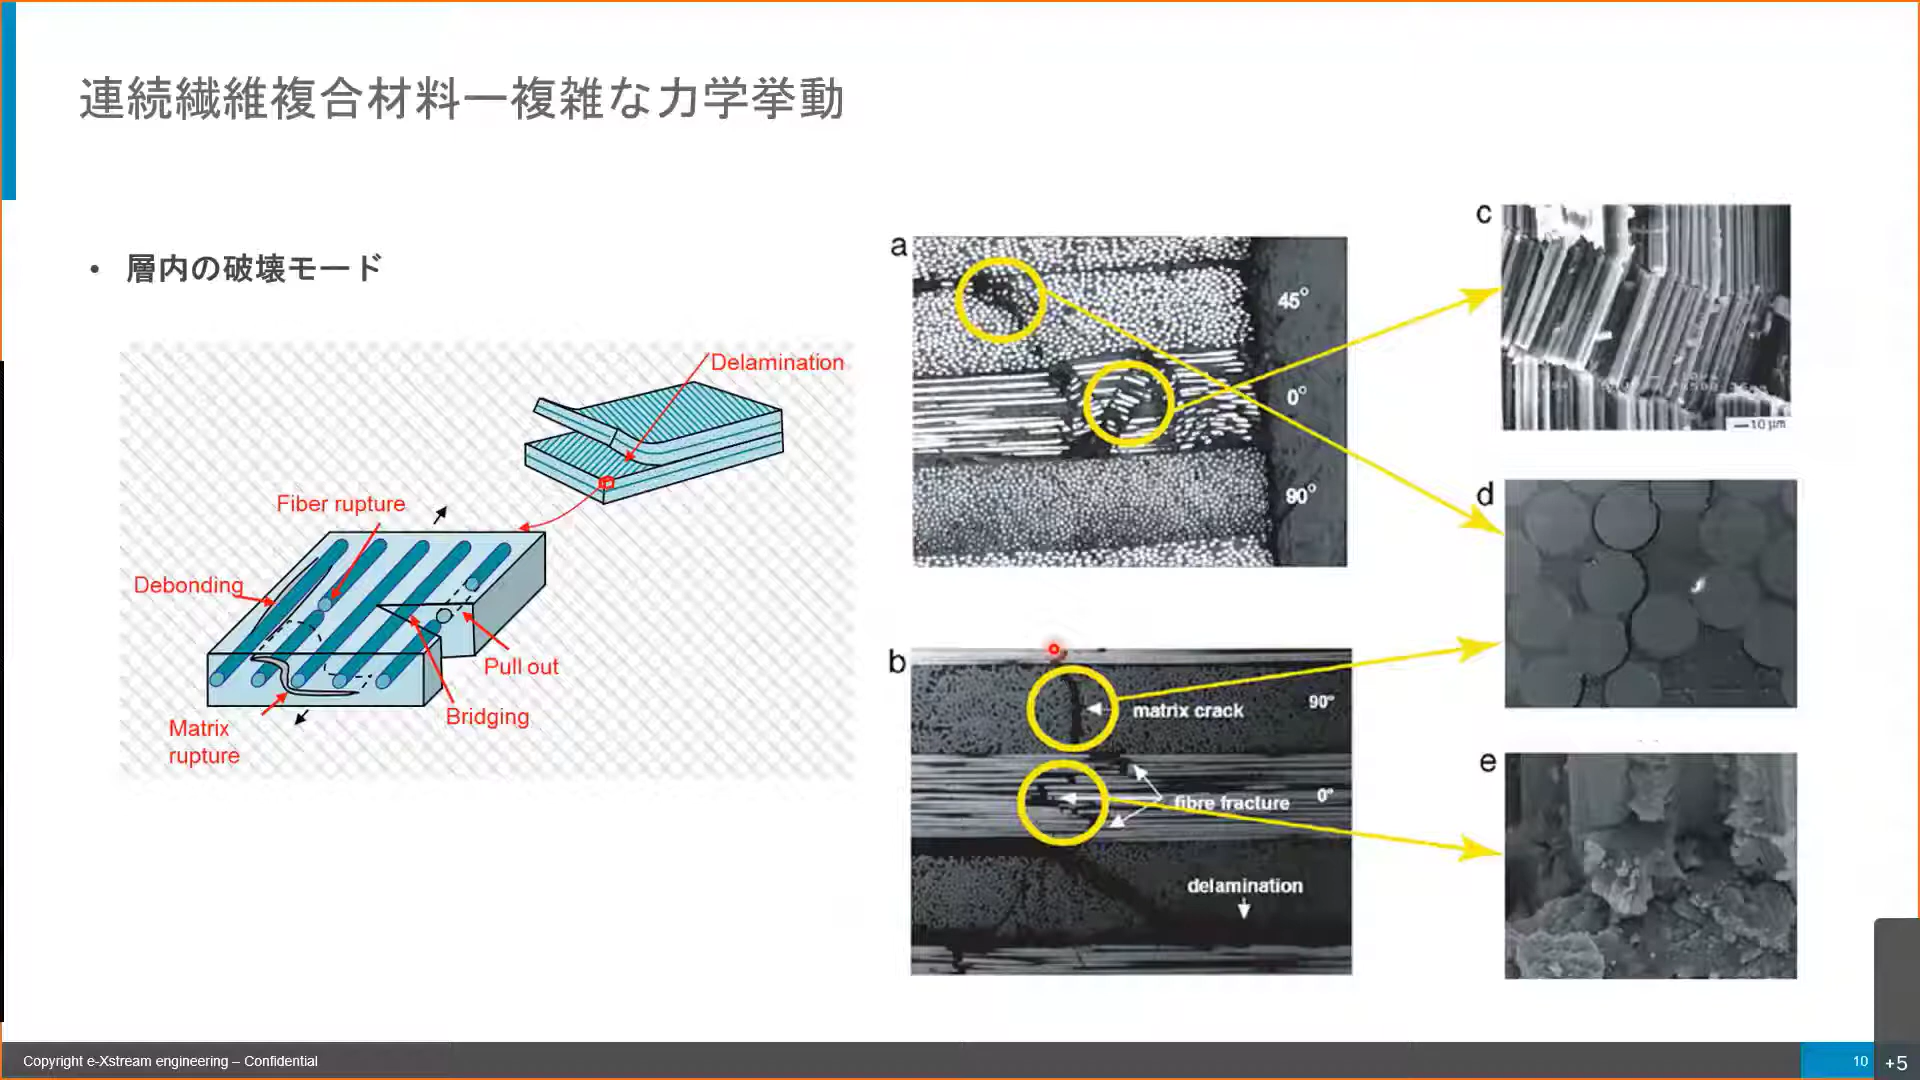 連続繊維複合材料―複雑な力学挙動
• 層内の破壊モード
Delamination
Fiber rupture
Debonding
Pull out
Bridging
Matrix
rupture
a
45°
0°
90°
b
90°
matrix crack
fibre fracture
0°
delamination
c
10 µm
d
e
Copyright e-Xstream engineering – Confidential
10
+5